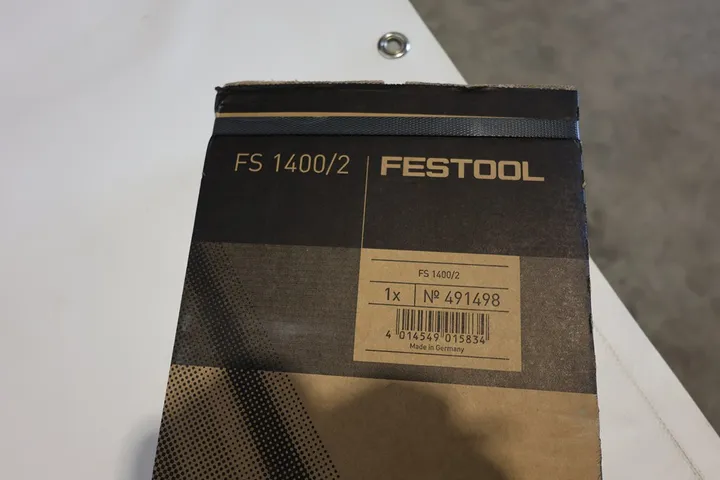 FS 1400/2 FESTOOL
FS 1400/2
1x № 491498
4 014549 015834
Made in Germany